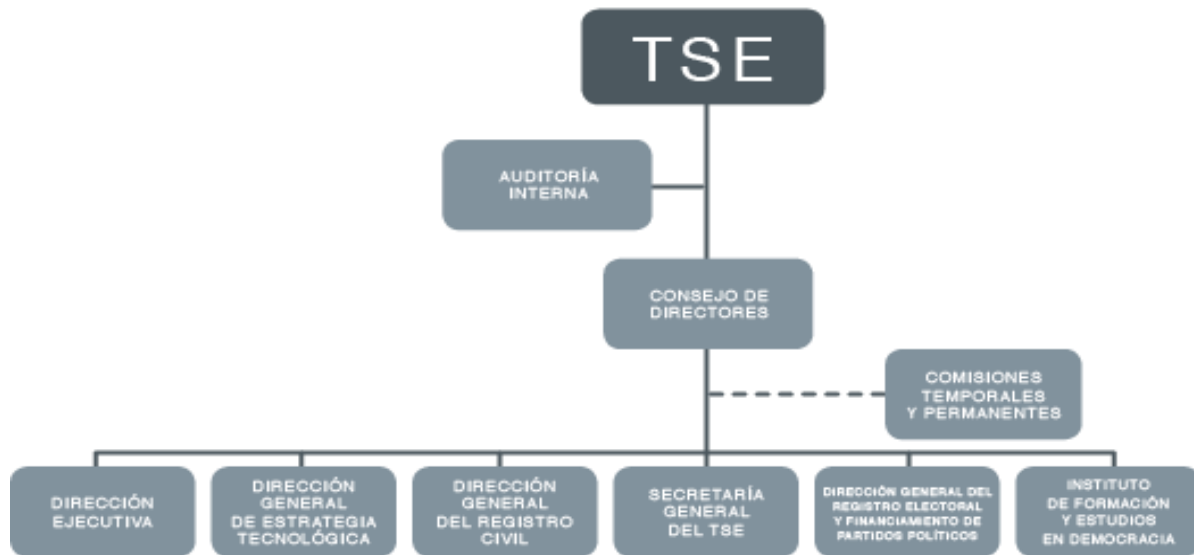 TSE
AUDITORÍA
INTERNA
CONSEJO DE
DIRECTORES
COMISIONES
TEMPORALES
Y PERMANENTES
DIRECCIÓN
EJECUTIVA
DIRECCIÓN
GENERAL
DE ESTRATEGIA
TECNOLÓGICA
DIRECCIÓN
GENERAL
DEL REGISTRO
CIVIL
SECRETARÍA
GENERAL
DEL TSE
DIRECCIÓN GENERAL DEL
REGISTRO ELECTORAL
Y FINANCIAMIENTO DE
PARTIDOS POLÍTICOS
INSTITUTO
DE FORMACIÓN
Y ESTUDIOS
EN DEMOCRACIA